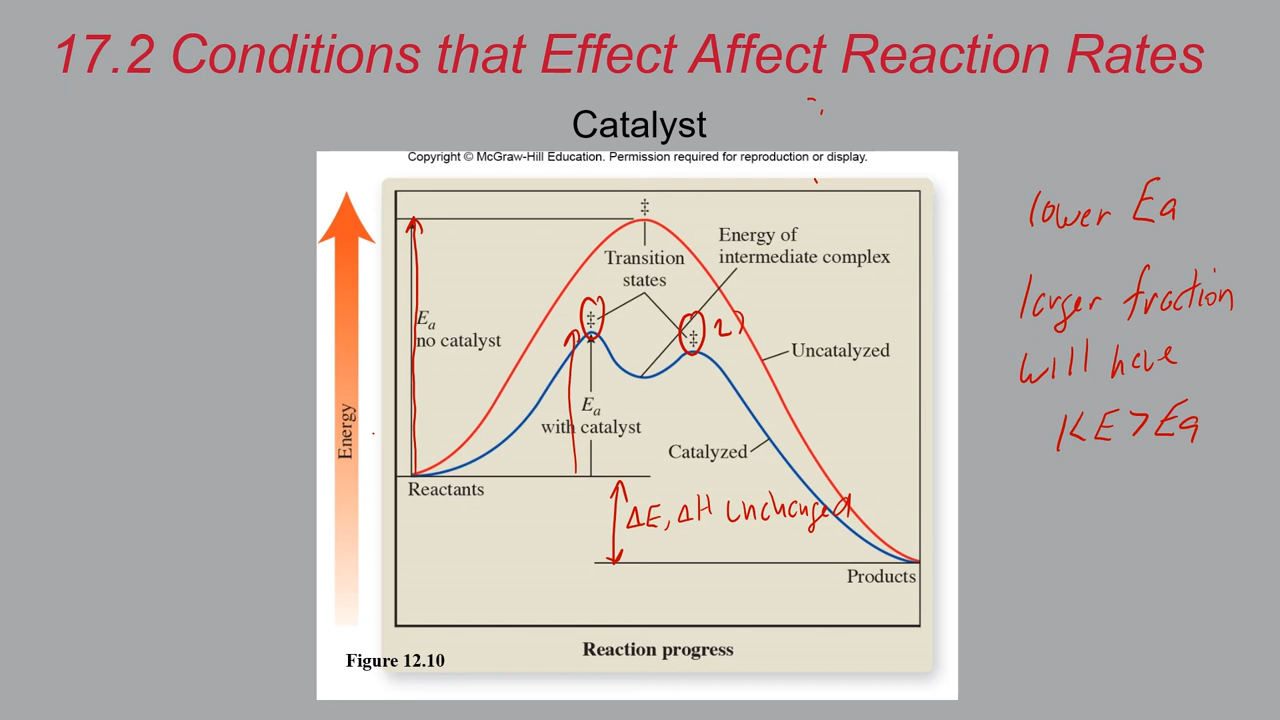 17.2 Conditions that Effect Affect Reaction Rates
Catalyst
Copyright © McGraw-Hill Education. Permission required for reproduction or display.
‡
Transition
states
Energy of
intermediate complex
‡
‡
2)
Ea
no catalyst
Uncatalyzed
Ea
with catalyst
Catalyzed
Energy
Reactants
ΔE, ΔH unchanged
Products
Reaction progress
Figure 12.10
lower Ea
larger fraction
will have
KE > Ea